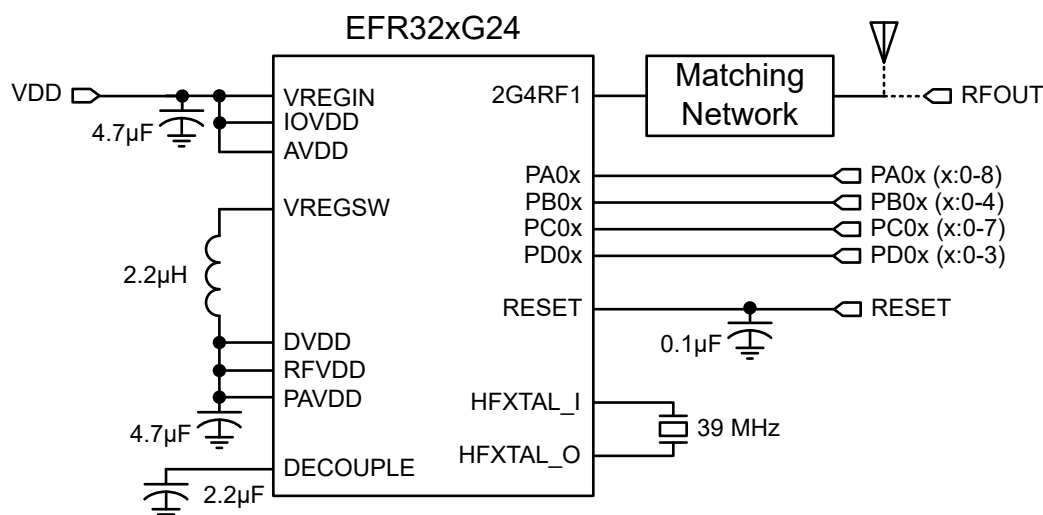 EFR32xG24
VDD
4.7µF
VREGIN
IOVDD
AVDD
VREGSW
2.2µH
DVDD
RFVDD
PAVDD
4.7µF
DECOUPLE
2.2µF
2G4RF1
Matching
Network
RFOUT
PA0x
PA0x (x:0-8)
PB0x
PB0x (x:0-4)
PC0x
PC0x (x:0-7)
PD0x
PD0x (x:0-3)
RESET
RESET
0.1µF
HFXTAL_I
39 MHz
HFXTAL_O